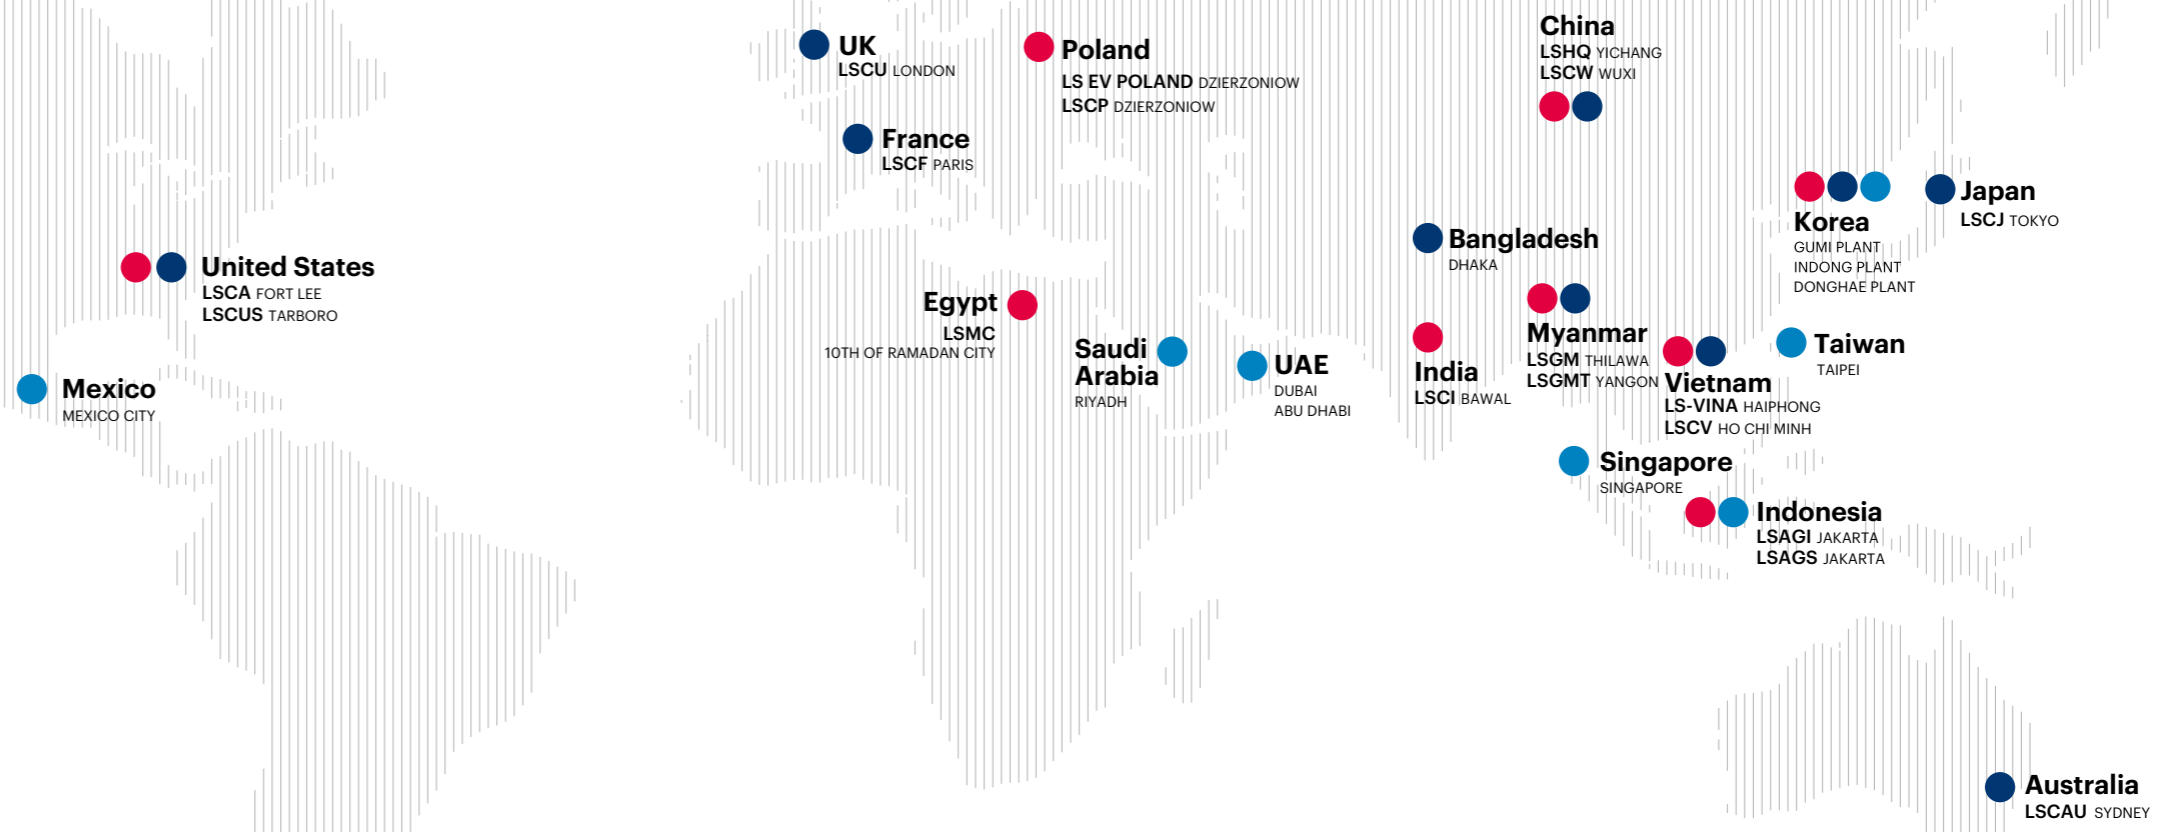 UK
LSCU LONDON
Poland
LS EV POLAND DZIERZONIOW
LSCP DZIERZONIOW
France
LSCF PARIS
China
LSHQ YICHANG
LSCW WUXI
Korea
GUMI PLANT
INDONG PLANT
DONGHAE PLANT
Japan
LSCJ TOKYO
United States
LSCA FORT LEE
LSCUS TARBORO
Mexico
MEXICO CITY
Egypt
LSMC
10TH OF RAMADAN CITY
Saudi
Arabia
RIYADH
UAE
DUBAI
ABU DHABI
Bangladesh
DHAKA
India
LSCI BAWAL
Myanmar
LSGM THILAWA
LSGMT YANGON
Vietnam
LS-VINA HAIPHONG
LSCV HO CHI MINH
Taiwan
TAIPEI
Singapore
SINGAPORE
Indonesia
LSAGI JAKARTA
LSAGS JAKARTA
Australia
LSCAU SYDNEY